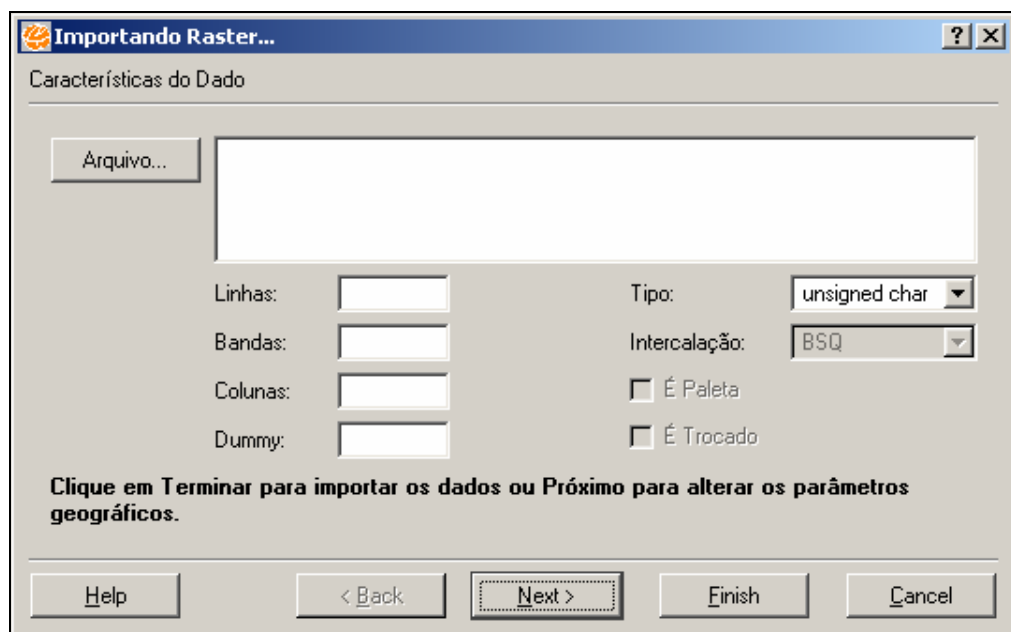 Importando Raster...
Características do Dado
Arquivo...
Linhas:
Tipo: unsigned char
Bandas:
Intercalação: BSQ
Colunas:
É Paleta
Dummy:
É Trocado
Clique em Terminar para importar os dados ou Próximo para alterar os parâmetros
geográficos.
Help < Back Next > Finish Cancel